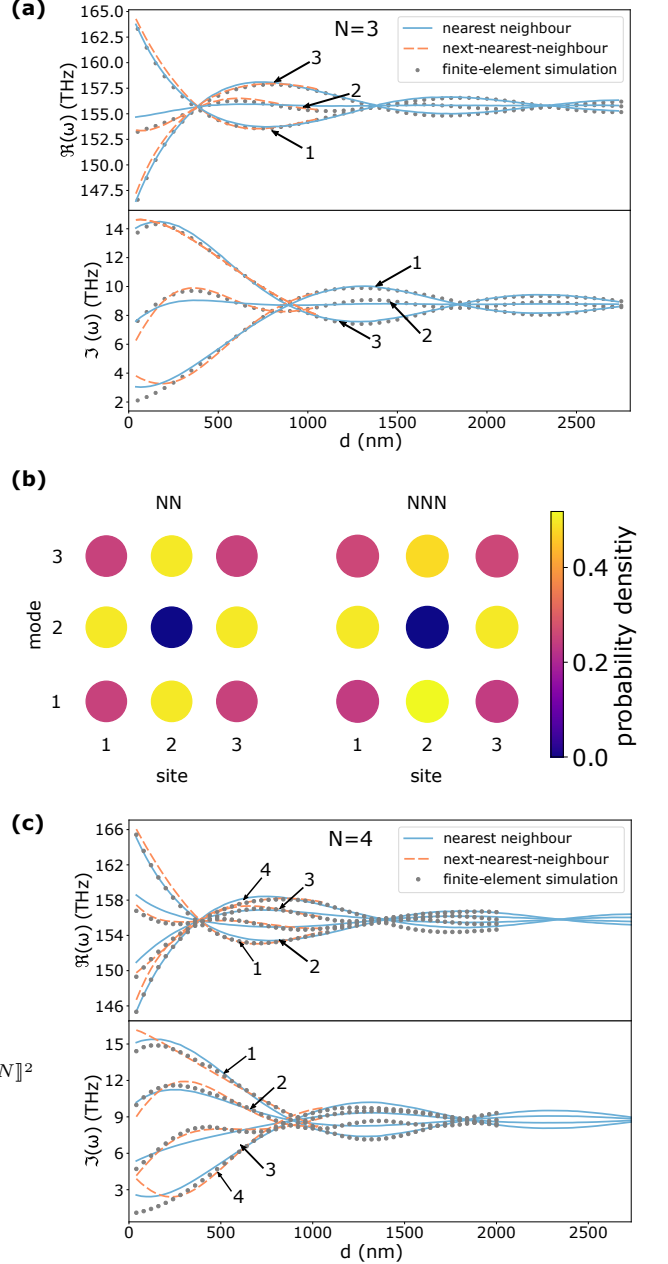 (a)
N=3
nearest neighbour
next-nearest-neighbour
finite-element simulation
ℜ(ω) (THz)
165.0
162.5
160.0
157.5
155.0
152.5
150.0
147.5
3
2
1
ℑ (ω) (THz)
14
12
10
8
6
4
2
1
2
3
0
500
1000
1500
2000
2500
d (nm)
(b)
NN
NNN
mode
3
2
1
1 2 3
1 2 3
site
site
0.4
0.2
0.0
probability densitiy
(c)
N=4
nearest neighbour
next-nearest-neighbour
finite-element simulation
ℜ(ω) (THz)
166
162
158
154
150
146
4
3
1
2
N⟧²
ℑ(ω) (THz)
15
12
9
6
3
1
2
3
4
0
500
1000
1500
2000
2500
d (nm)